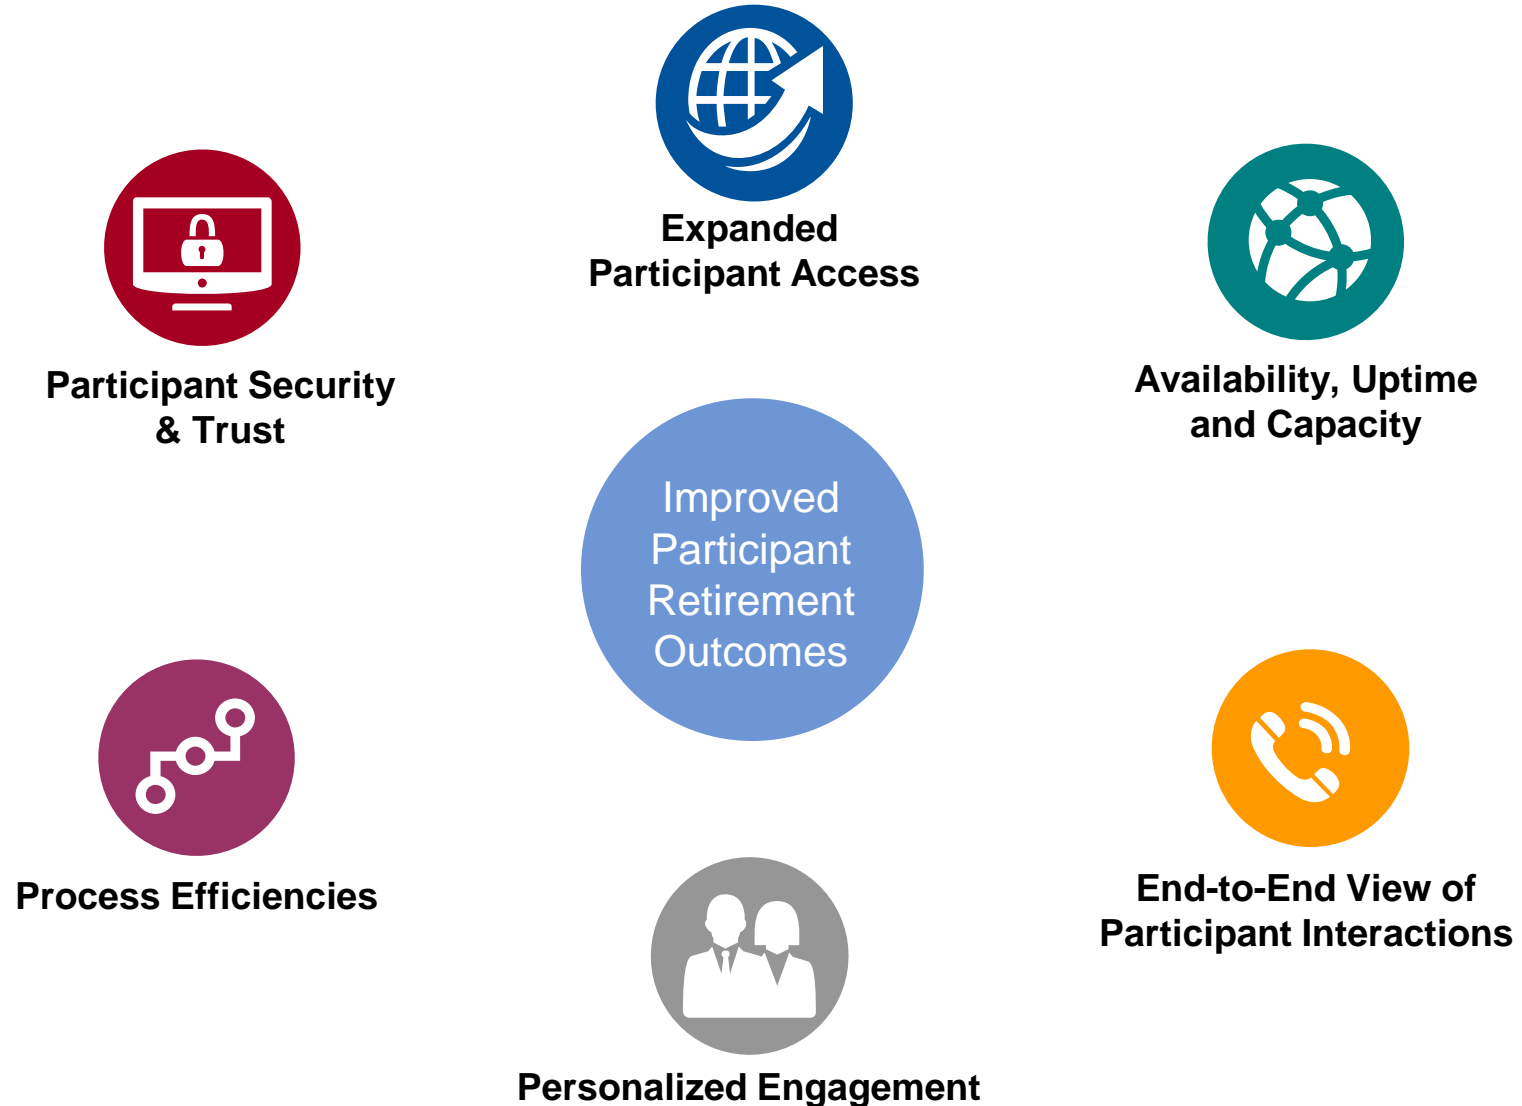 Expanded
Participant Access
Participant Security
& Trust
Availability, Uptime
and Capacity
Improved
Participant
Retirement
Outcomes
Process Efficiencies
End-to-End View of
Participant Interactions
Personalized Engagement